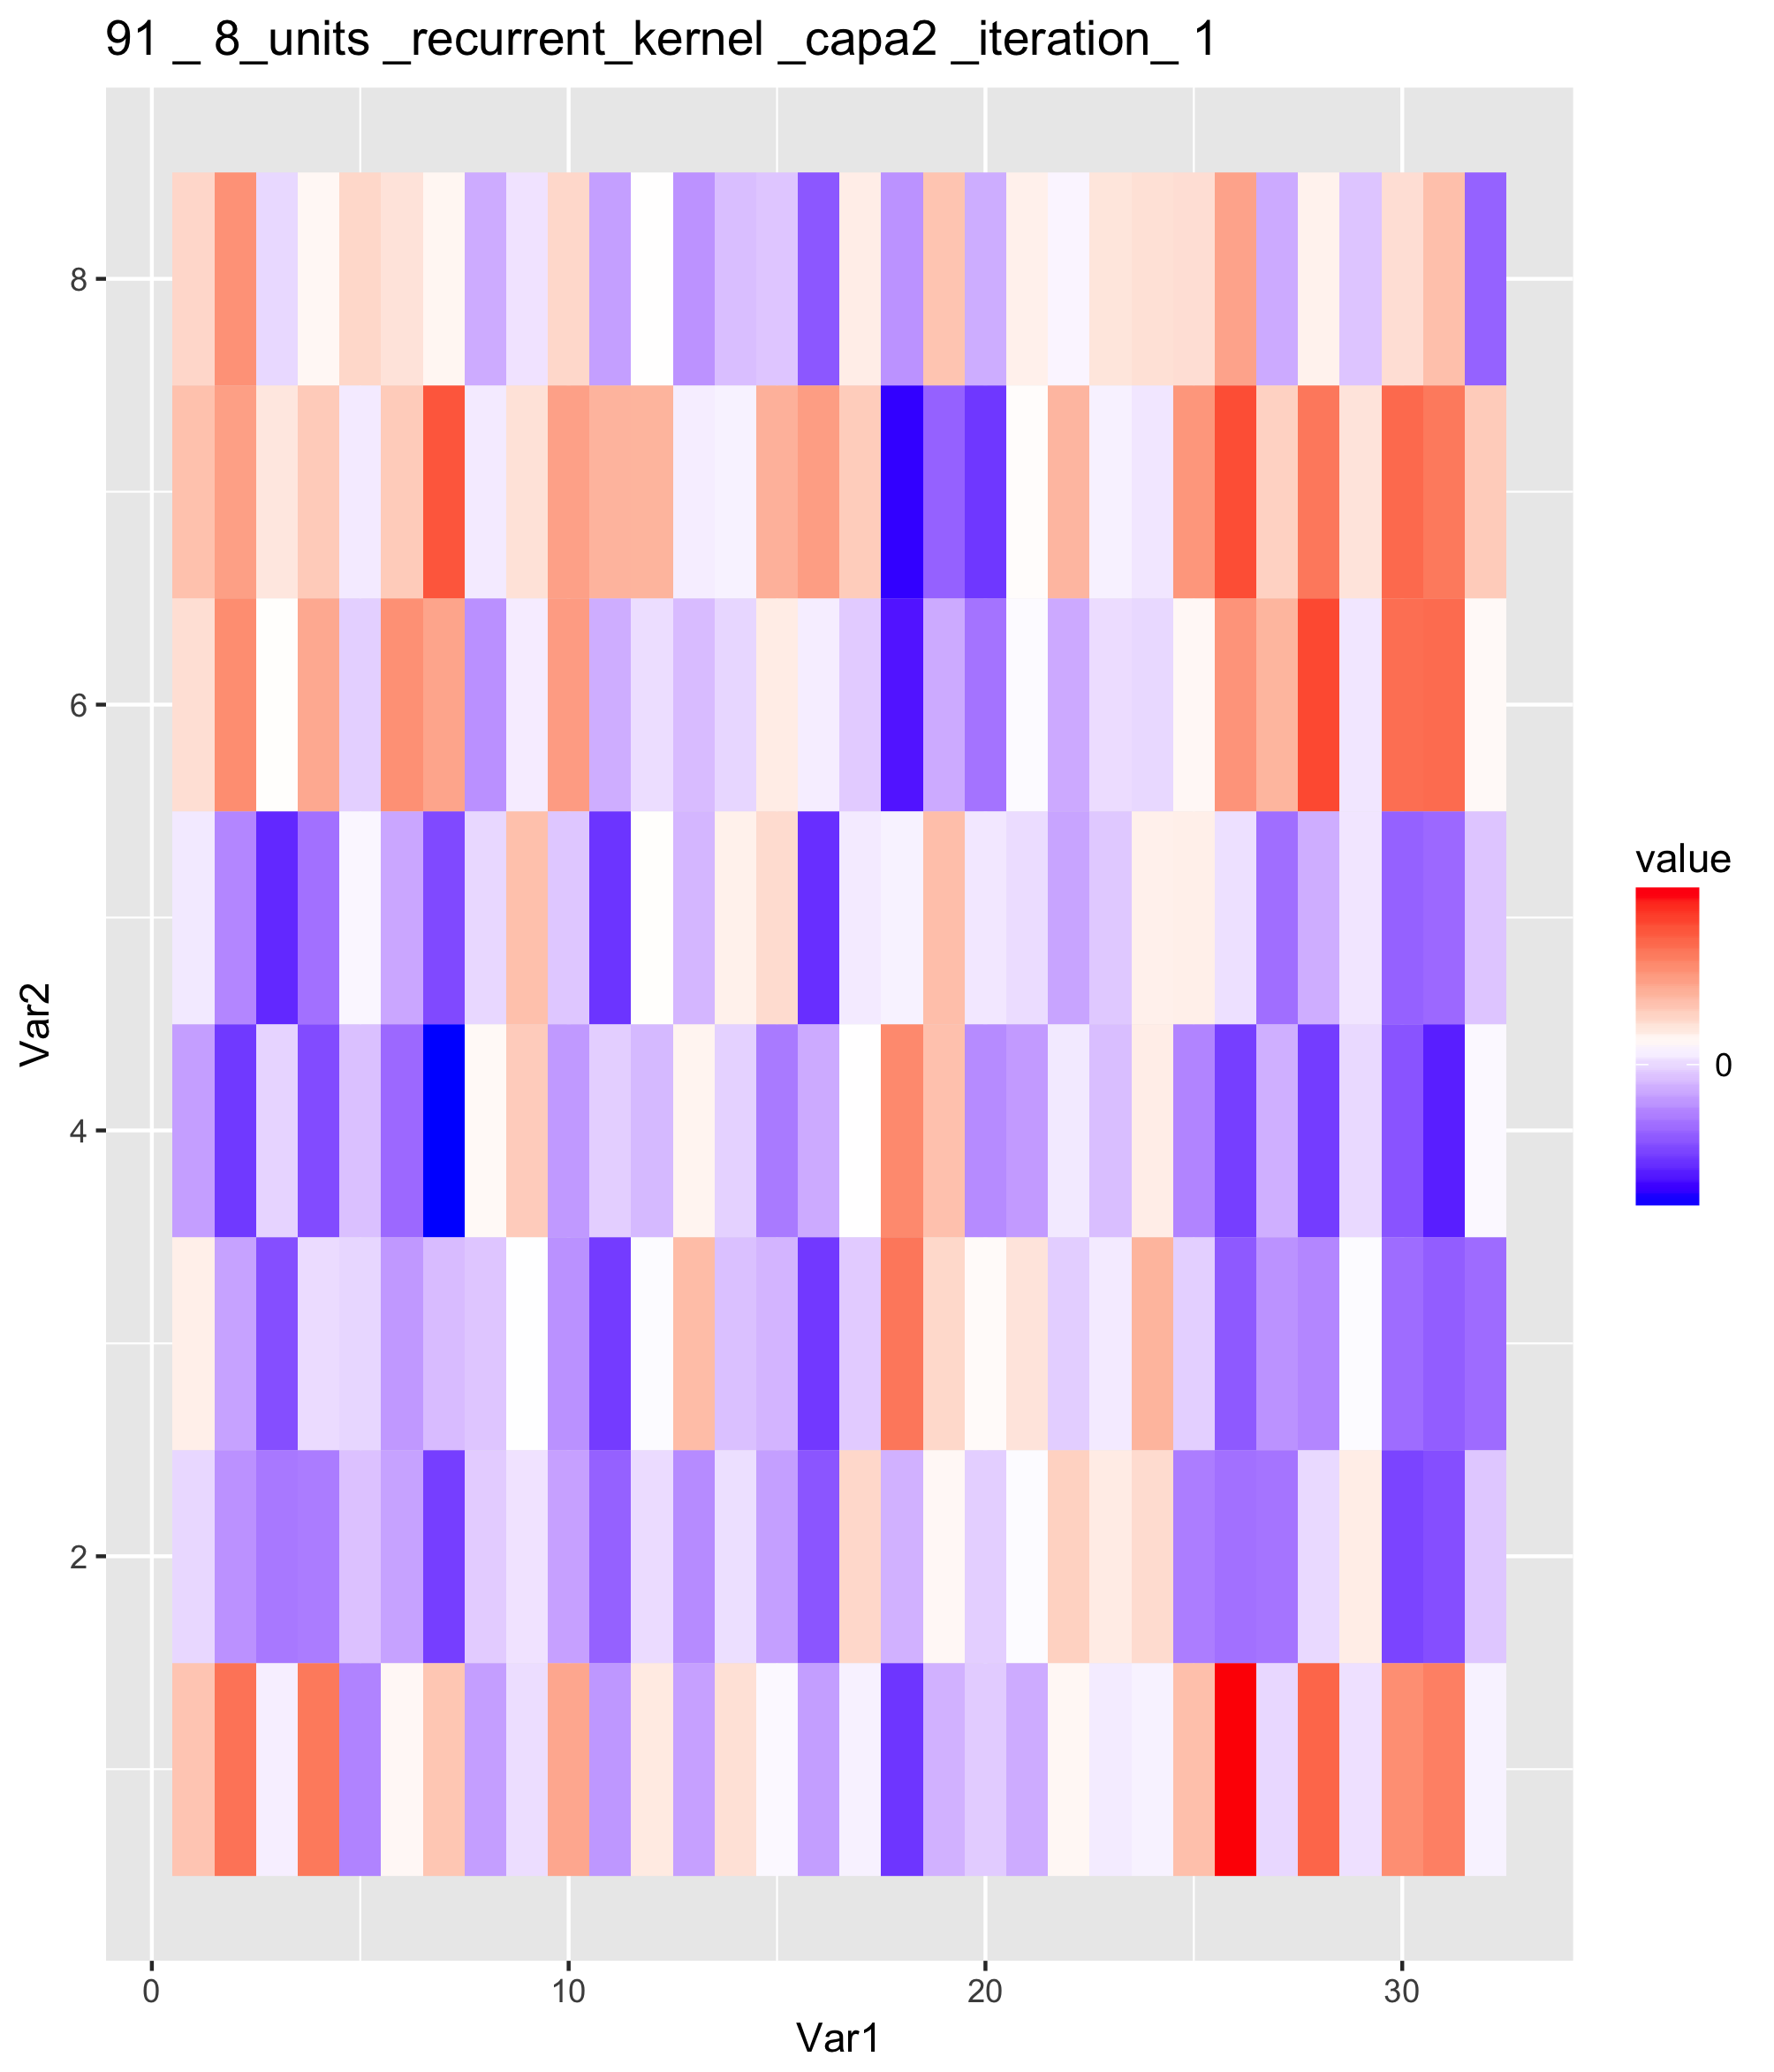 91 _ 8_units _recurrent_kernel _capa2 _iteration_ 1
8
6
4
2
Var2
0
10
20
30
Var1
value
0